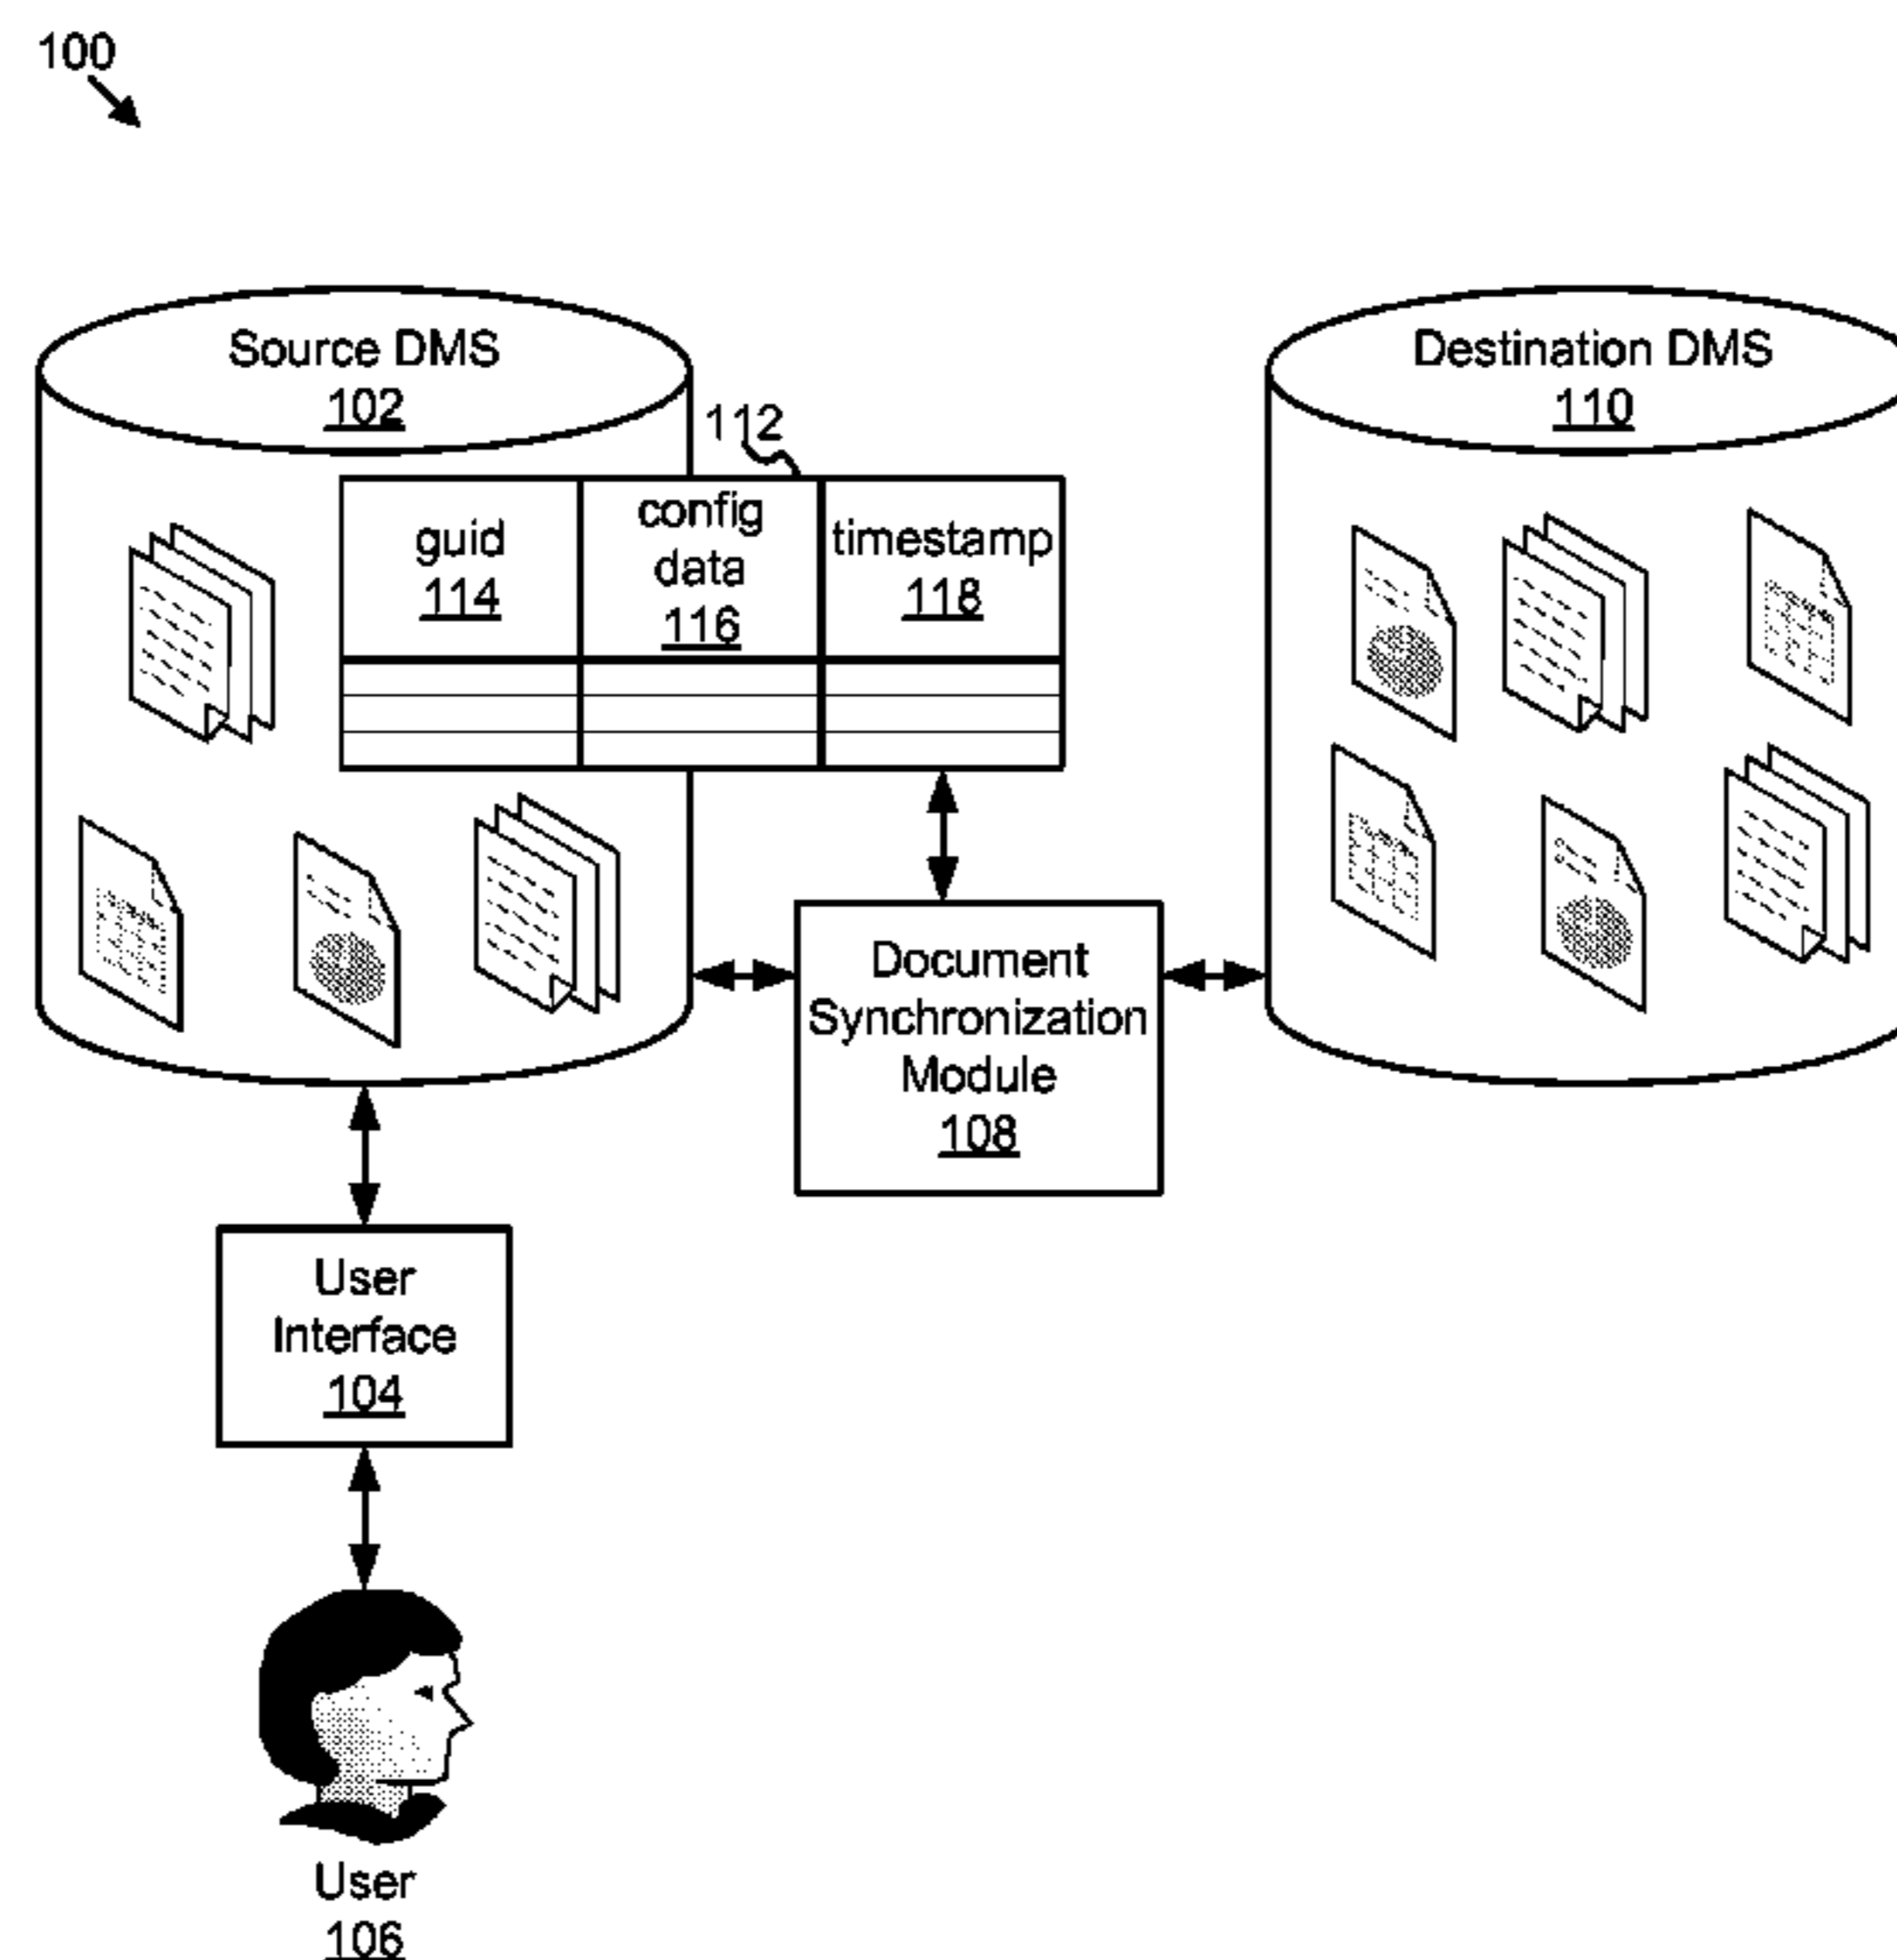 100
Source DMS
102
Destination DMS
110
112
guid
114
config
data
116
timestamp
118
Document
Synchronization
Module
108
User
Interface
104
User
106